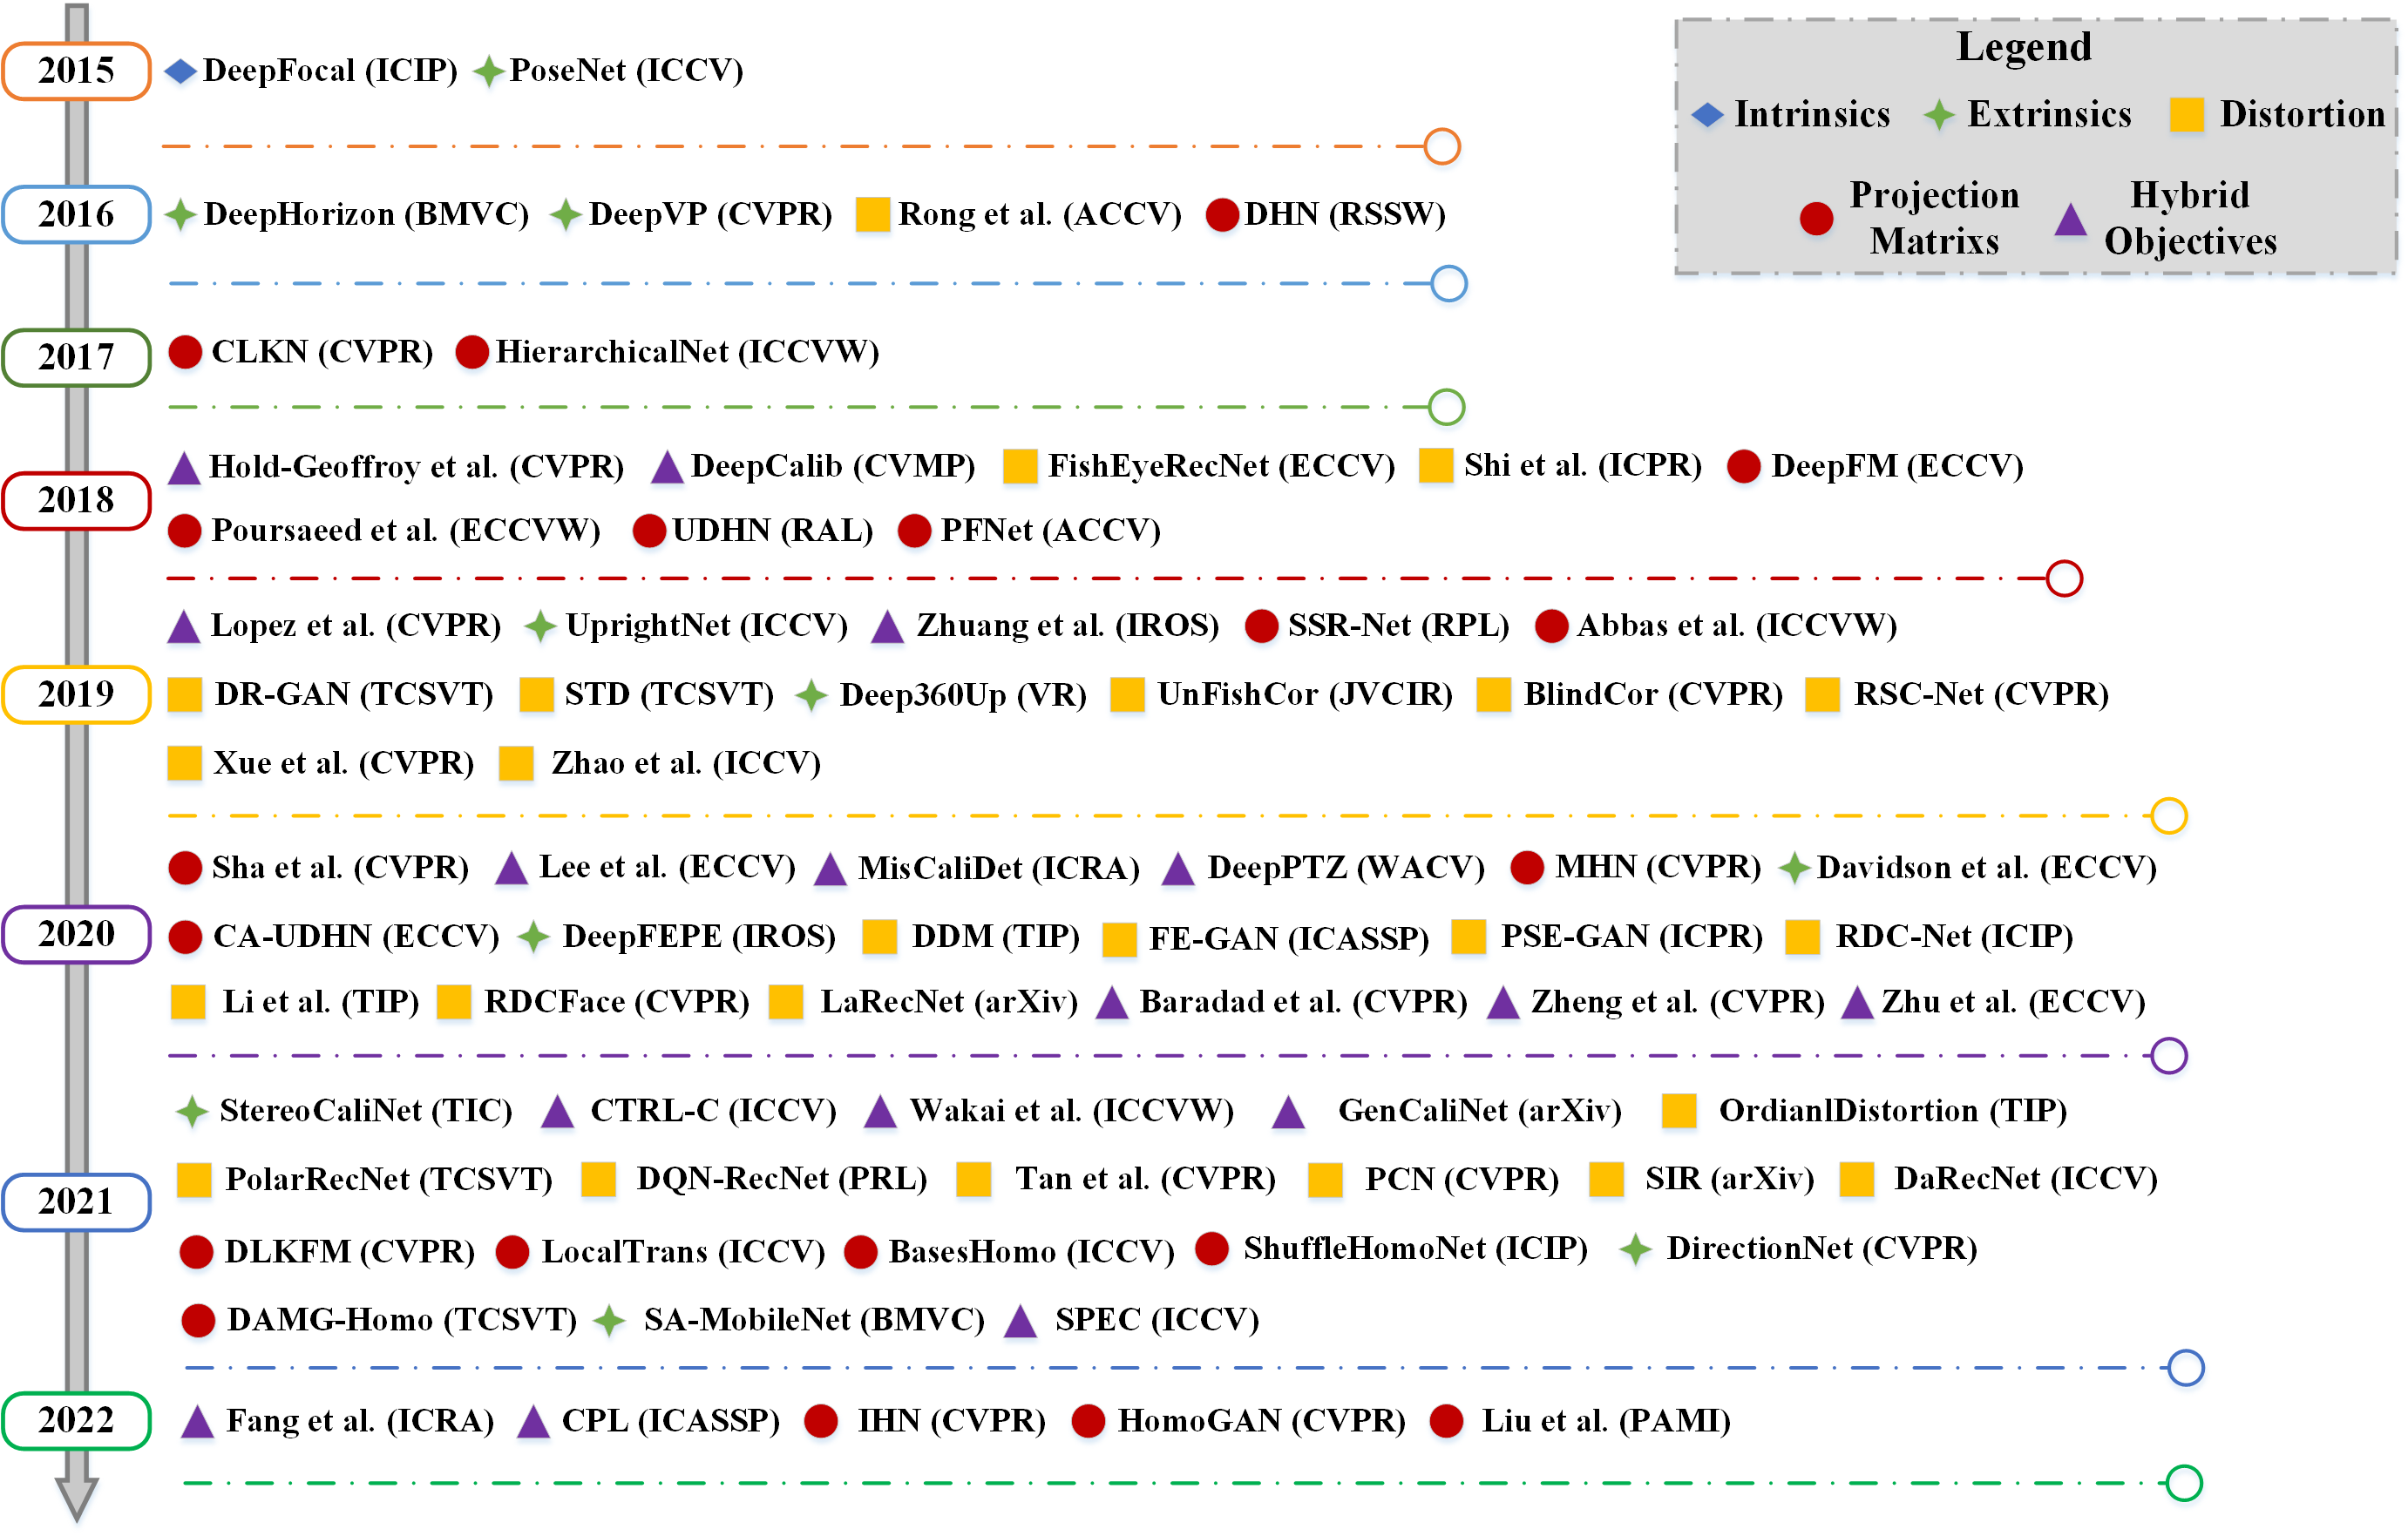 2015
DeepFocal (ICIP) PoseNet (ICCV)
Legend
Intrinsics Extrinsics Distortion
Projection Matrixs
Hybrid Objectives
2016
DeepHorizon (BMVC) DeepVP (CVPR) Rong et al. (ACCV) DHN (RSSW)
2017
CLKN (CVPR) HierarchicalNet (ICCVW)
2018
Hold-Geoffroy et al. (CVPR) DeepCalib (CVMP) FishEyeRecNet (ECCV) Shi et al. (ICPR) DeepFM (ECCV)
Poursaeed et al. (ECCVW) UDHN (RAL) PFNet (ACCV)
2019
Lopez et al. (CVPR) UprightNet (ICCV) Zhuang et al. (IROS) SSR-Net (RPL) Abbas et al. (ICCVW)
DR-GAN (TCSVT) STD (TCSVT) Deep360Up (VR) UnFishCor (JVCIR) BlindCor (CVPR) RSC-Net (CVPR)
Xue et al. (CVPR) Zhao et al. (ICCV)
2020
Sha et al. (CVPR) Lee et al. (ECCV) MisCaliDet (ICRA) DeepPTZ (WACV) MHN (CVPR) Davidson et al. (ECCV)
CA-UDHN (ECCV) DeepFEPE (IROS) DDM (TIP) FE-GAN (ICASSP) PSE-GAN (ICPR) RDC-Net (ICIP)
Li et al. (TIP) RDCFace (CVPR) LaRecNet (arXiv) Baradad et al. (CVPR) Zheng et al. (CVPR) Zhu et al. (ECCV)
2021
StereoCaliNet (TIC) CTRL-C (ICCV) Wakai et al. (ICCVW) GenCaliNet (arXiv) OrdianlDistortion (TIP)
PolarRecNet (TCSVT) DQN-RecNet (PRL) Tan et al. (CVPR) PCN (CVPR) SIR (arXiv) DaRecNet (ICCV)
DLKFM (CVPR) LocalTrans (ICCV) BasesHomo (ICCV) ShuffleHomoNet (ICIP) DirectionNet (CVPR)
DAMG-Homo (TCSVT) SA-MobileNet (BMVC) SPEC (ICCV)
2022
Fang et al. (ICRA) CPL (ICASSP) IHN (CVPR) HomoGAN (CVPR) Liu et al. (PAMI)